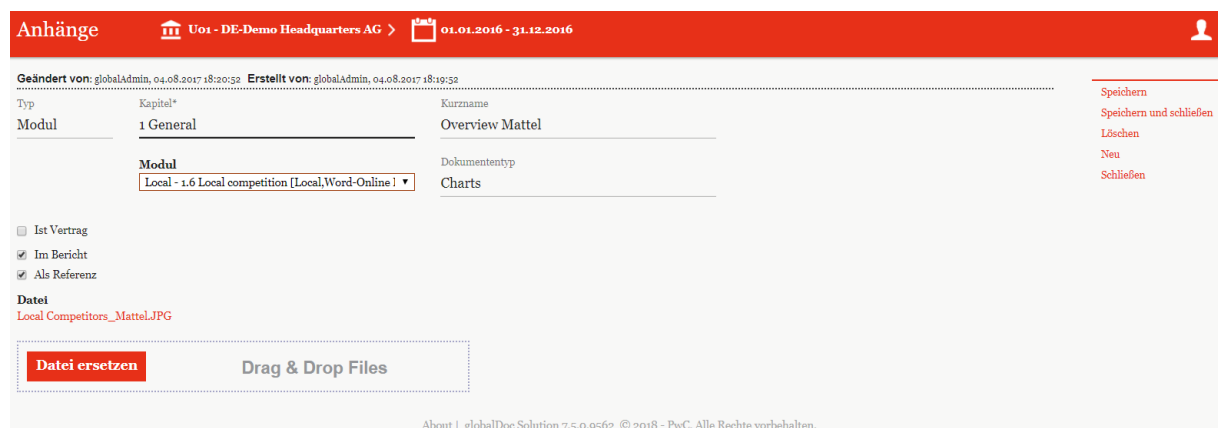 Anhänge U01 - DE-Demo Headquarters AG > 01.01.2016 - 31.12.2016
Geändert von: globalAdmin, 04.08.2017 18:20:52 Erstellt von: globalAdmin, 04.08.2017 18:19:52
Typ Kapitel* Kurzname
Modul 1 General Overview Mattel
Modul Dokumententyp
Local - 1.6 Local competition [Local,Word-Online Charts
Ist Vertrag
Im Bericht
Als Referenz
Datei
Local Competitors_Mattel.JPG
Datei ersetzen Drag & Drop Files
Speichern
Speichern und schließen
Löschen
Neu
Schließen
About | globalDoc Solution 7.5.0.9562 © 2018 - PwC. Alle Rechte vorbehalten.